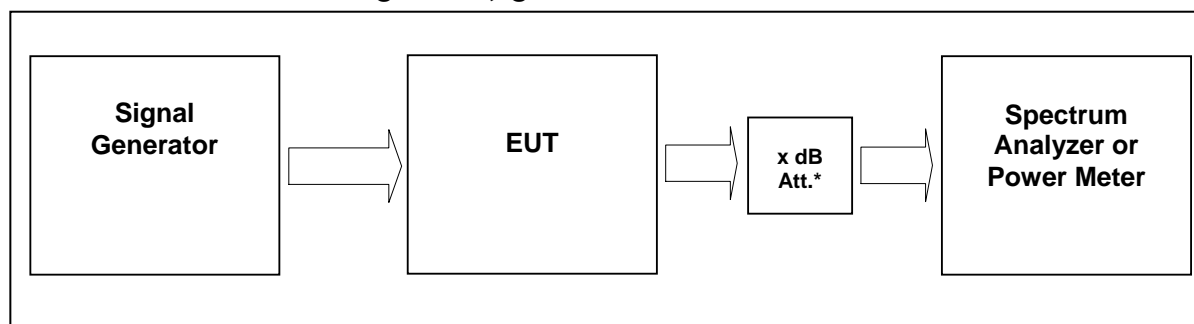 Signal
Generator
EUT
x dB
Att.*
Spectrum
Analyzer or
Power Meter